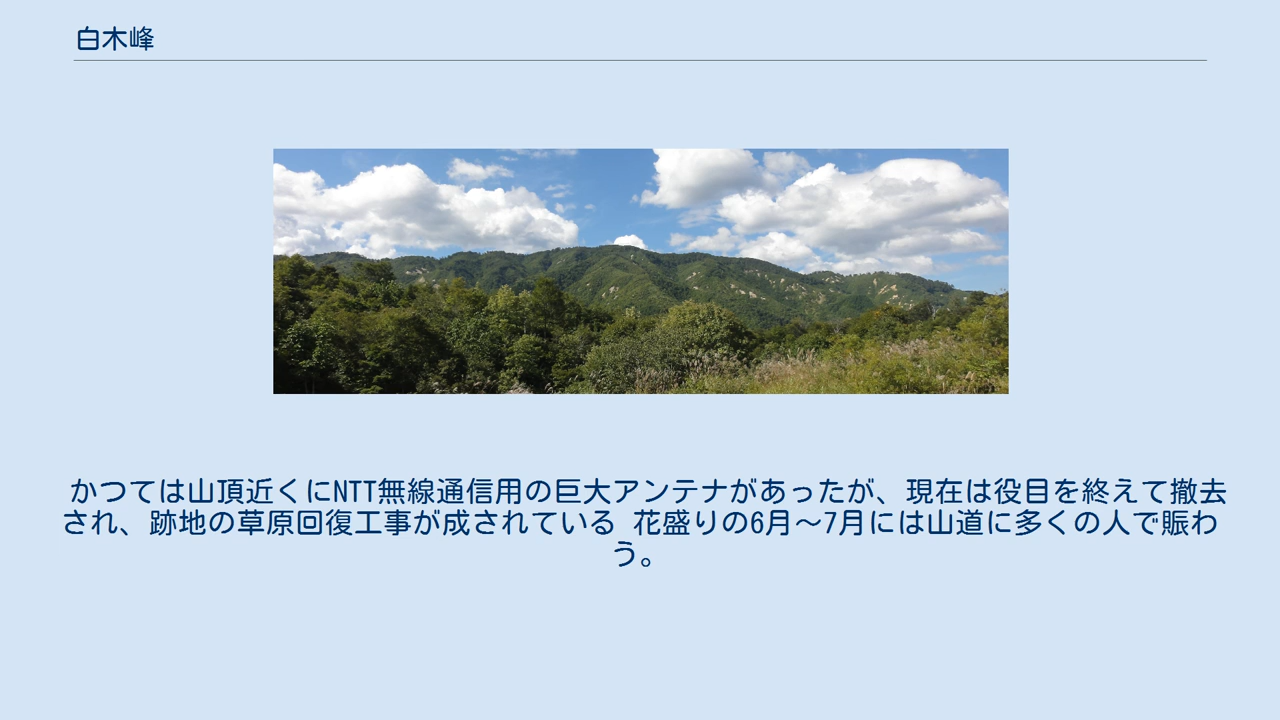 白木峰
かつては山頂近くにNTT無線通信用の巨大アンテナがあったが、現在は役目を終えて撤去
され、跡地の草原回復工事が成されている 花盛りの6月〜7月には山道に多くの人で賑わ
う。